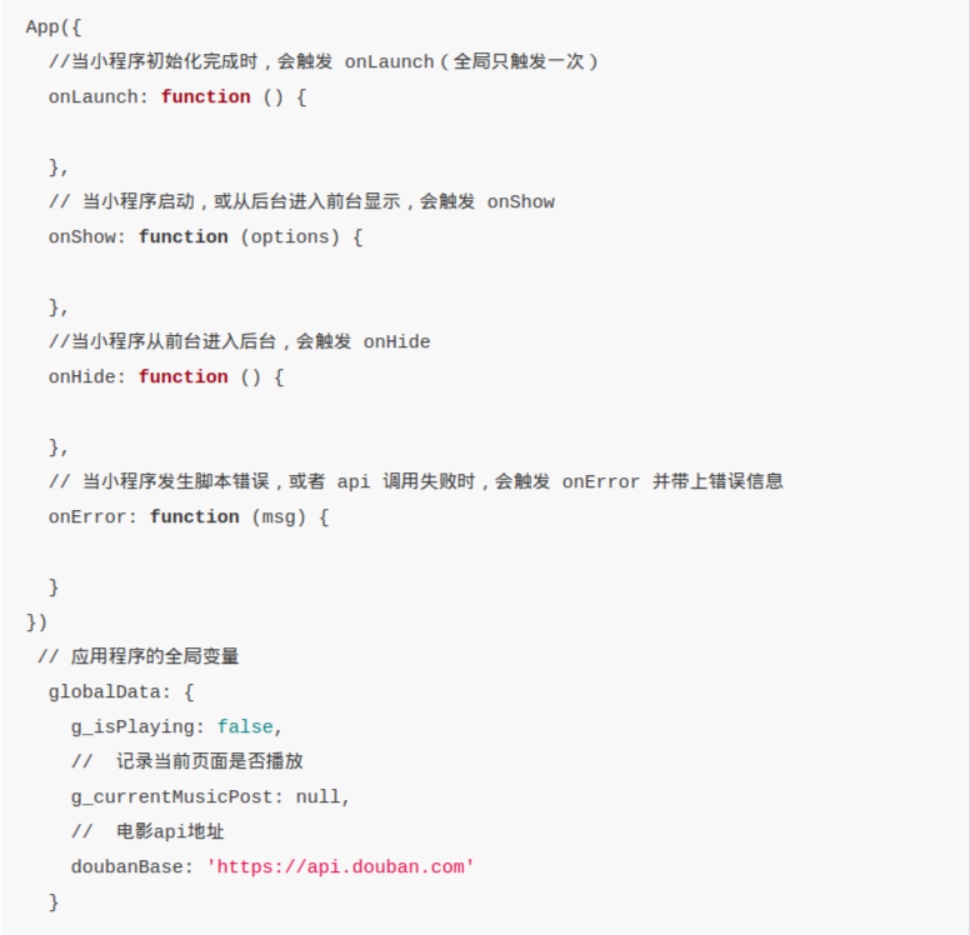 App({
  //当小程序初始化完成时，会触发 onLaunch（全局只触发一次）
  onLaunch: function () {

  },
  // 当小程序启动，或从后台进入前台显示，会触发 onShow
  onShow: function (options) {

  },
  //当小程序从前台进入后台，会触发 onHide
  onHide: function () {

  },
  // 当小程序发生脚本错误，或者 api 调用失败时，会触发 onError 并带上错误信息
  onError: function (msg) {

  }
})
 // 应用程序的全局变量
  globalData: {
    g_isPlaying: false,
    //  记录当前页面是否播放
    g_currentMusicPost: null,
    //  电影api地址
    doubanBase: 'https://api.douban.com'
  }